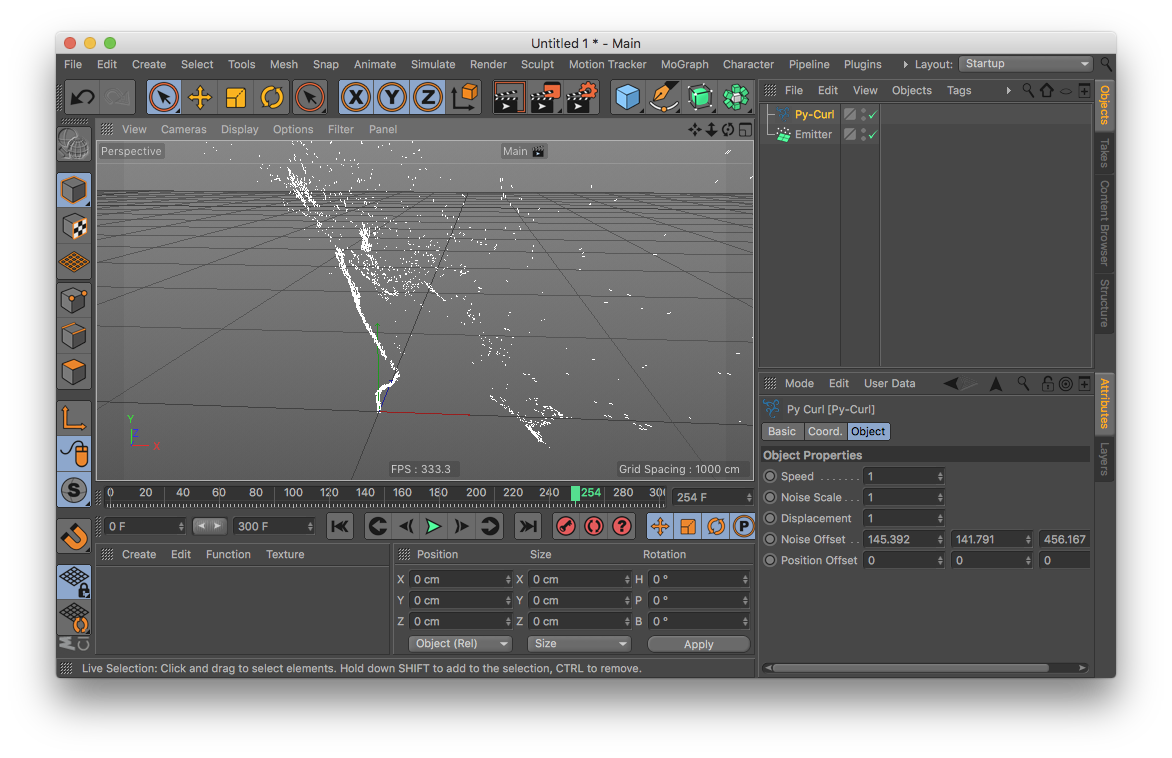 Untitled 1 * - Main
File Edit Create Select Tools Mesh Snap Animate Simulate Render Sculpt Motion Tracker MoGraph Character Pipeline Plugins Layout: Startup
X Y Z
File Edit View Objects Tags
Py-Curl
Emitter
Objects
Takes
Content Browser
Structure
View Cameras Display Options Filter Panel
Perspective
Main
Y
Z
X
FPS : 333.3
Grid Spacing : 1000 cm
0 20 40 60 80 100 120 140 160 180 200 220 240 254 280 30
254 F
0 F
300 F
P
S
Create Edit Function Texture
Position Size Rotation
X 0 cm X 0 cm H 0 °
Y 0 cm Y 0 cm P 0 °
Z 0 cm Z 0 cm B 0 °
Object (Rel) Size Apply
Mode Edit User Data
Attributes
Layers
Py Curl [Py-Curl]
Basic Coord. Object
Object Properties
Speed . . . . . . . 1
Noise Scale . . . 1
Displacement 1
Noise Offset . . 145.392 141.791 456.167
Position Offset 0 0 0
Live Selection: Click and drag to select elements. Hold down SHIFT to add to the selection, CTRL to remove.